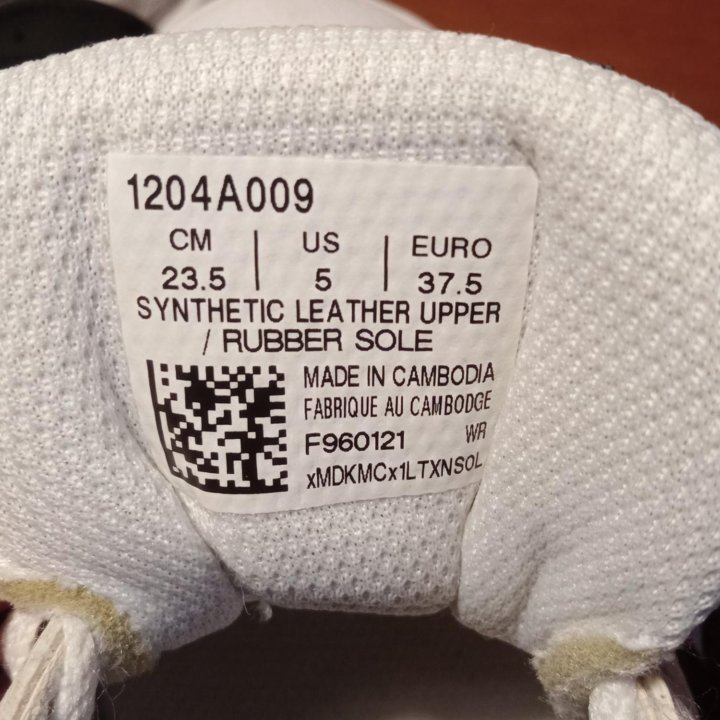 1204A009
CM | US | EURO
23.5 | 5 | 37.5
SYNTHETIC LEATHER UPPER
/ RUBBER SOLE
MADE IN CAMBODIA
FABRIQUE AU CAMBODGE
F960121 WR
xMDKMCx1LTXNSOL